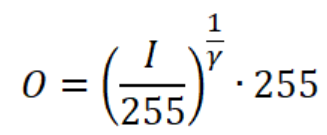 O = (I/255)^(1/γ) · 255